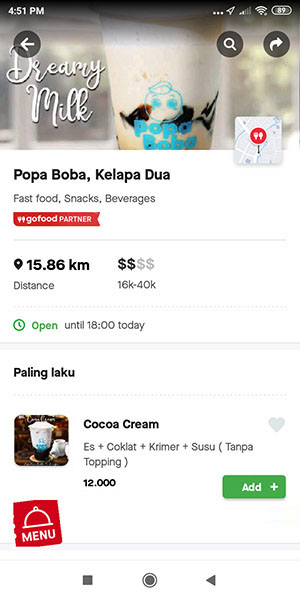 4:51 PM
89
Dreamy
Milk
Popa
Boba
Popa Boba, Kelapa Dua
Fast food, Snacks, Beverages
gofood PARTNER
15.86 km
$$$$
Distance
16k-40k
Open until 18:00 today
Paling laku
Cocoa Cream
Es + Coklat + Krimer + Susu ( Tanpa
Topping )
12.000
Add +
MENU